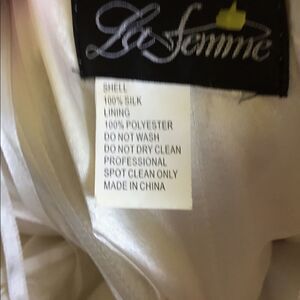 La Femme
SHELL
100% SILK
LINING
100% POLYESTER
DO NOT WASH
DO NOT DRY CLEAN
PROFESSIONAL
SPOT CLEAN ONLY
MADE IN CHINA